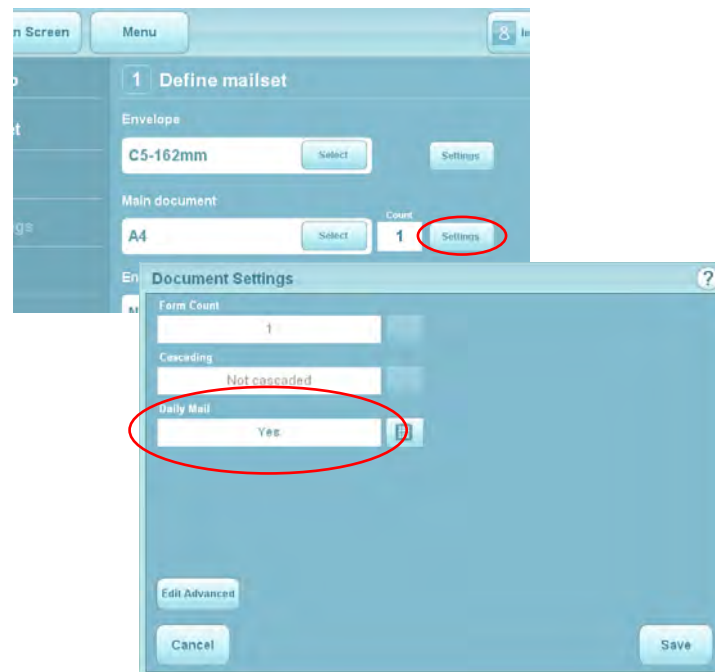 n Screen
Menu
1 Define mailset
Envelope
C5-162mm
Select
Settings
Main document
Count
A4
Select
1
Settings
En
Document Settings
?
Form Count
1
Cascading
Not cascaded
Daily Mail
Yes
Edit Advanced
Cancel
Save